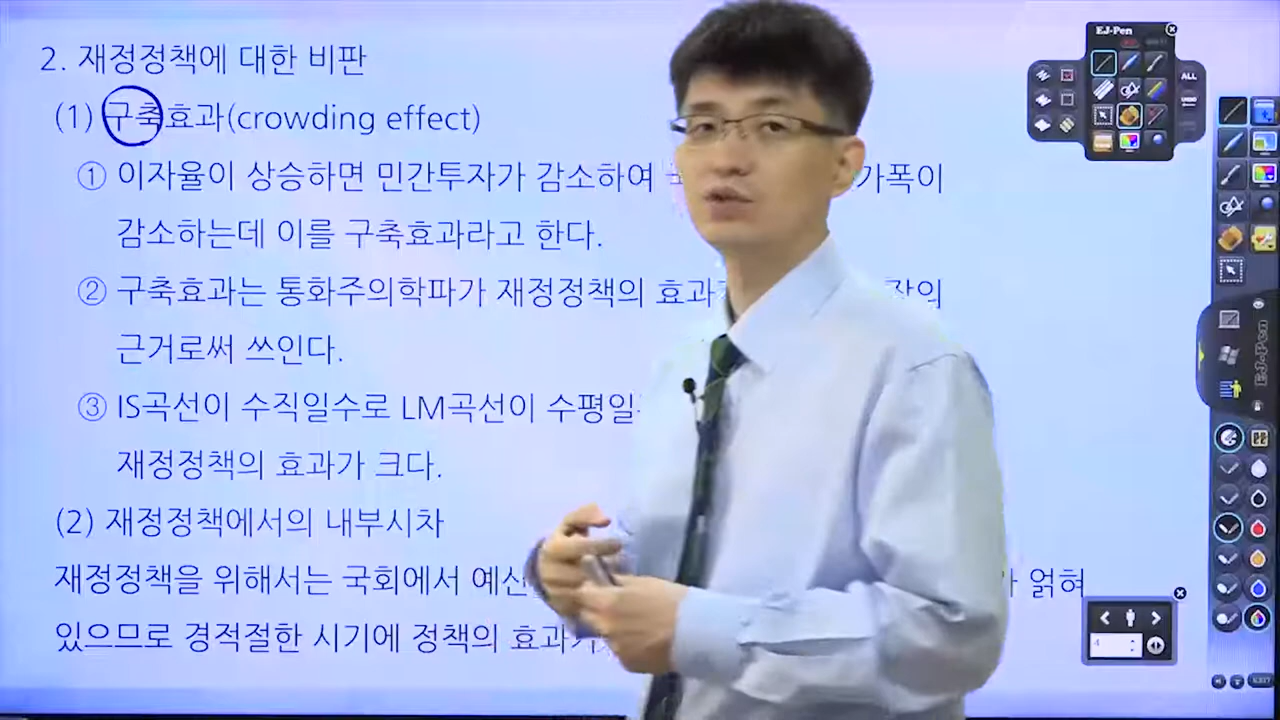 2. 재정정책에 대한 비판
(1) 구축효과(crowding effect)
① 이자율이 상승하면 민간투자가 감소하여 가폭이
감소하는데 이를 구축효과라고 한다.
② 구축효과는 통화주의학파가 재정정책의 효과
근거로써 쓰인다.
③ IS곡선이 수직일수로 LM곡선이 수평일
재정정책의 효과가 크다.
(2) 재정정책에서의 내부시차
재정정책을 위해서는 국회에서 얽혀
있으므로 경적절한 시기에 정책의
EJ-Pen
ALL
UNDO
EJ-Pen
4
EXIT